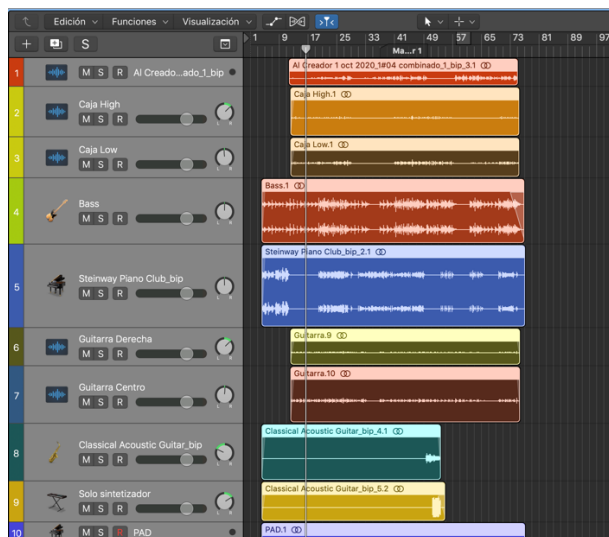 Edición Funciones Visualización
S
1 9 17 25 33 41 49 57 65 73 81 89 97
Ma...r 1
1 M S R Al Creado...ado_1_bip
Al Creador 1 oct 2020_1#04 combinado_1_bip_3.1
2 Caja High
M S R L R
Caja High.1
3 Caja Low
M S R L R
Caja Low.1
4 Bass
M S R L R
Bass.1
5 Steinway Piano Club_bip
M S R L R
Steinway Piano Club_bip_2.1
6 Guitarra Derecha
M S R L R
Guitarra.9
7 Guitarra Centro
M S R L R
Guitarra.10
8 Classical Acoustic Guitar_bip
M S R L R
Classical Acoustic Guitar_bip_4.1
9 Solo sintetizador
M S R L R
Classical Acoustic Guitar_bip_5.2
10 M S R PAD
PAD.1